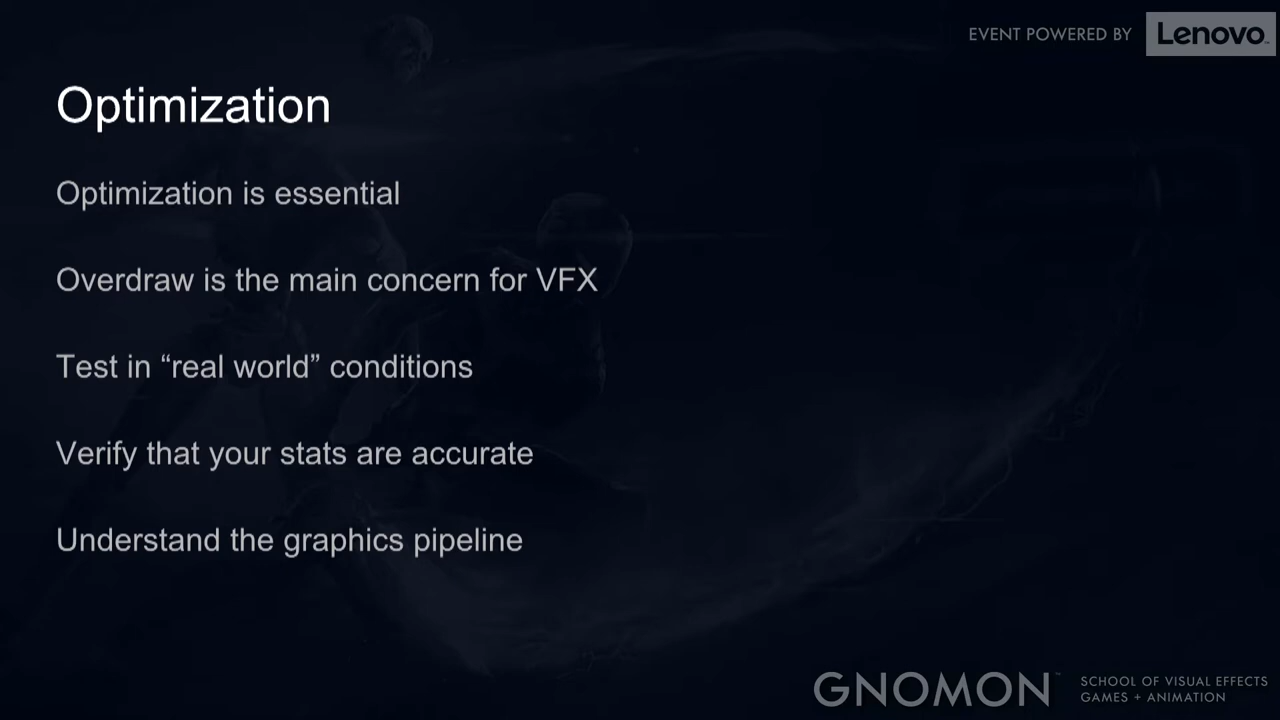 EVENT POWERED BY Lenovo
Optimization
Optimization is essential
Overdraw is the main concern for VFX
Test in “real world” conditions
Verify that your stats are accurate
Understand the graphics pipeline
GNOMON™
SCHOOL OF VISUAL EFFECTS
GAMES + ANIMATION